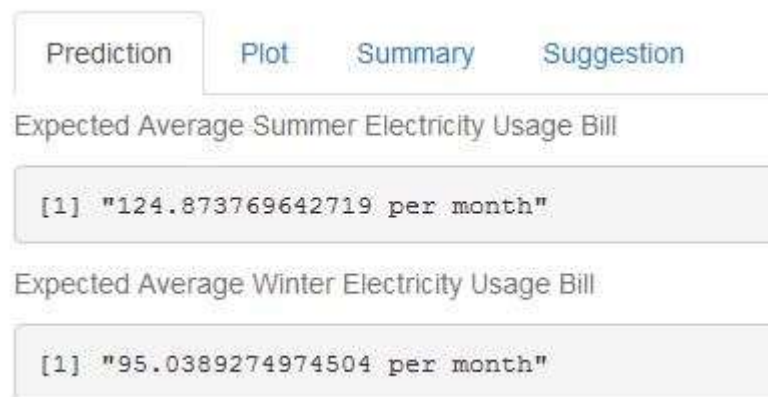 Prediction Plot Summary Suggestion
Expected Average Summer Electricity Usage Bill
[1] "124.873769642719 per month"
Expected Average Winter Electricity Usage Bill
[1] "95.0389274974504 per month"